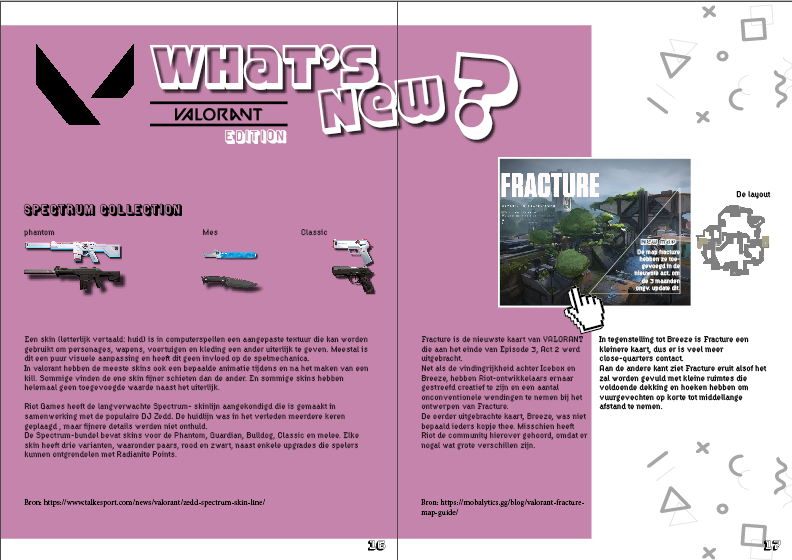 WHAT'S
NEW?
VALORANT
EDITION
SPECTRUM COLLECTION
phantom
Mes
Classic
Een skin (letterlijk vertaald: huid) is in computerspellen een aangepaste textuur die kan worden
gebruikt om personages, wapens, voertuigen en kleding een ander uiterlijk te geven. Meestal is
dit een puur visuele aanpassing en heeft dit geen invloed op de spelmechanica.
In valorant hebben de meeste skins ook een bepaalde animatie tijdens en na het maken van een
kill. Sommige vinden de ene skin fijner schieten dan de ander. En sommige skins hebben
helemaal geen toegevoegde waarde naast het uiterlijk.
Riot Games heeft de langverwachte Spectrum- skinlijn aangekondigd die is gemaakt in
samenwerking met de populaire DJ Zedd. De huidlijn was in het verleden meerdere keren
geplaagd , maar fijnere details werden niet onthuld.
De Spectrum-bundel bevat skins voor de Phantom, Guardian, Bulldog, Classic en melee. Elke
skin heeft drie varianten, waaronder paars, rood en zwart, naast enkele upgrades die spelers
kunnen ontgrendelen met Radianite Points.
Bron: https://www.talkesport.com/news/valorant/zedd-spectrum-skin-line/
16
FRACTURE
New map
De map fracture
hebben ze toe-
gevoegd in de
nieuwste act. om
de 3 maanden
ongv. update dit.
De layout
Fracture is de nieuwste kaart van VALORANT
die aan het einde van Episode 3, Act 2 werd
uitgebracht.
Net als de vindingrijkheid achter Icebox en
Breeze, hebben Riot-ontwikkelaars ernaar
gestreefd creatief te zijn en een aantal
onconventionele wendingen te nemen bij het
ontwerpen van Fracture.
De eerder uitgebrachte kaart, Breeze, was niet
bepaald ieders kopje thee. Misschien heeft
Riot de community hierover gehoord, omdat er
nogal wat grote verschillen zijn.
Bron: https://mobalytics.gg/blog/valorant-fracture-
map-guide/
In tegenstelling tot Breeze is Fracture een
kleinere kaart, dus er is veel meer
close-quarters contact.
Aan de andere kant ziet Fracture eruit alsof het
zal worden gevuld met kleine ruimtes die
voldoende dekking en hoeken hebben om
vuurgevechten op korte tot middellange
afstand te nemen.
17